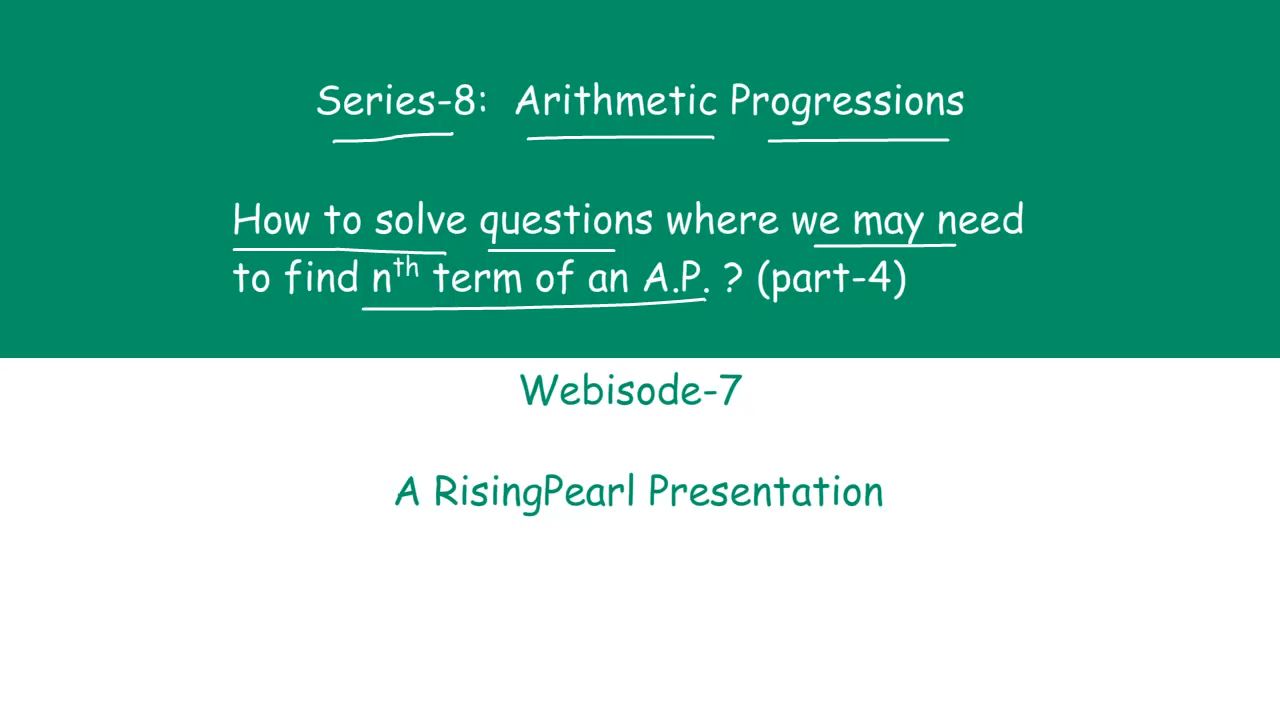 Series-8: Arithmetic Progressions
How to solve questions where we may need
to find nth term of an A.P. ? (part-4)
Webisode-7
A RisingPearl Presentation